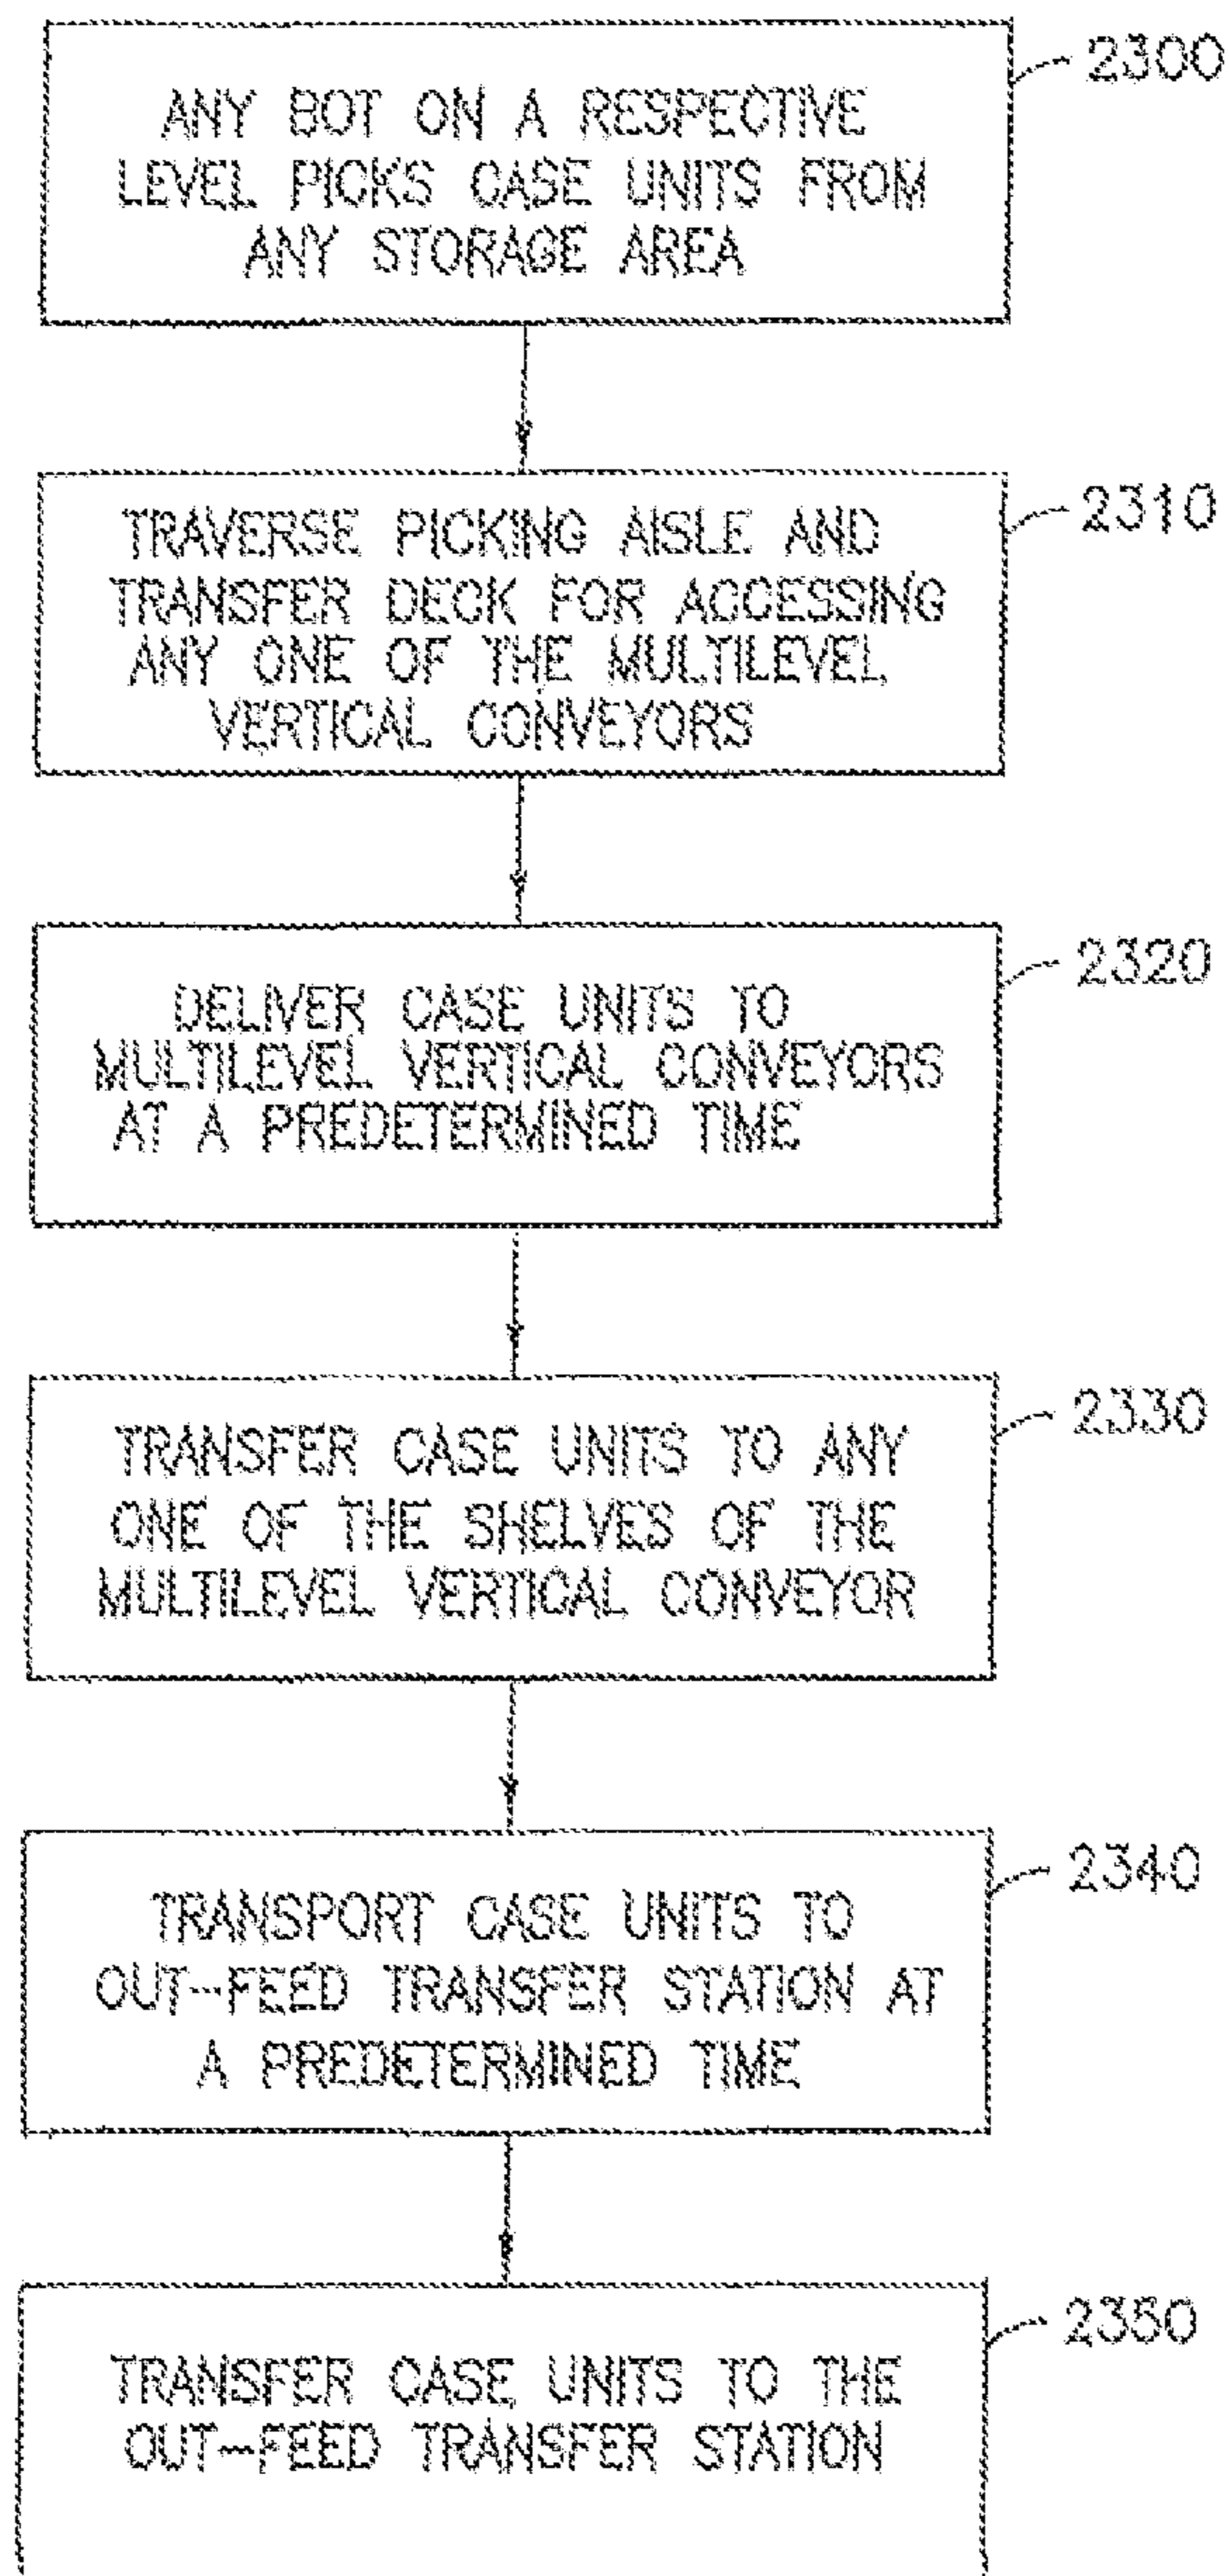 ANY BOT ON A RESPECTIVE
LEVEL PICKS CASE UNITS FROM
ANY STORAGE AREA
2300
TRAVERSE PICKING AISLE AND
TRANSFER DECK FOR ACCESSING
ANY ONE OF THE MULTILEVEL
VERTICAL CONVEYORS
2310
DELIVER CASE UNITS TO
MULTILEVEL VERTICAL CONVEYORS
AT A PREDETERMINED TIME
2320
TRANSFER CASE UNITS TO ANY
ONE OF THE SHELVES OF THE
MULTILEVEL VERTICAL CONVEYOR
2330
TRANSPORT CASE UNITS TO
OUT-FEED TRANSFER STATION AT
A PREDETERMINED TIME
2340
TRANSFER CASE UNITS TO THE
OUT-FEED TRANSFER STATION
2350